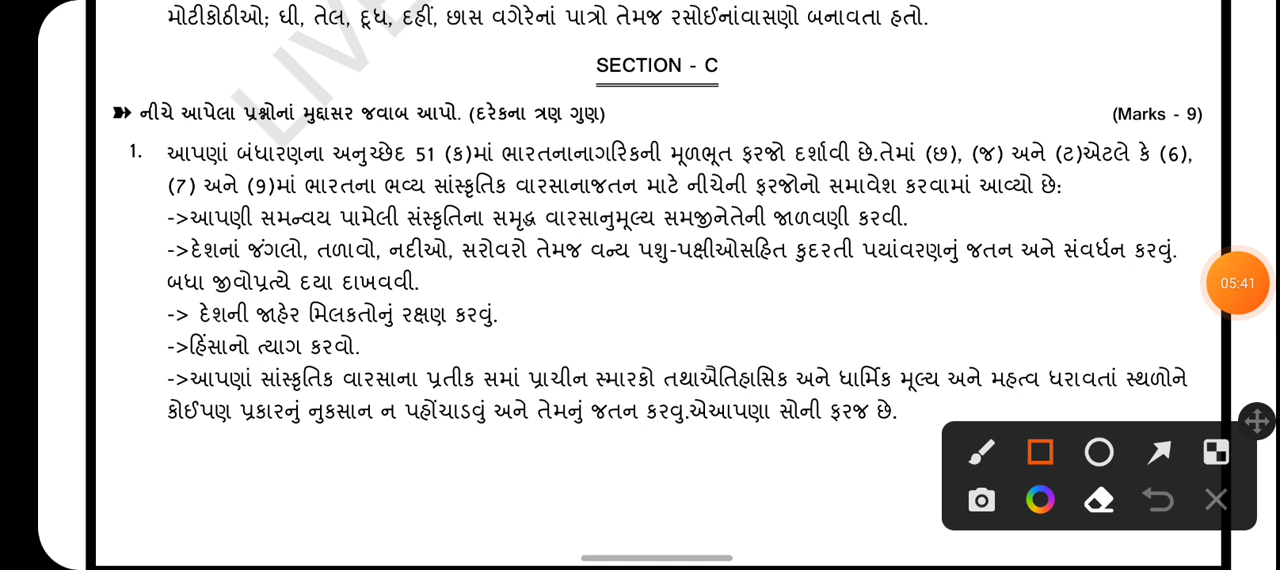 મોટીકોઠીઓ; ઘી, તેલ, દૂધ, દહીં, છાસ વગેરેનાં પાત્રો તેમજ રસોઈનાંવાસણો બનાવતા હતો.
LIVE
SECTION - C
નીચે આપેલા પ્રશ્નોનાં મુદ્દાસર જવાબ આપો. (દરેકના ત્રણ ગુણ) (Marks - 9)
1. આપણાં બંધારણના અનુચ્છેદ 51 (ક)માં ભારતનાનાગરિકની મૂળભૂત ફરજો દર્શાવી છે.તેમાં (છ), (જ) અને (ટ)એટલે કે (6),
(7) અને (9)માં ભારતના ભવ્ય સાંસ્કૃતિક વારસાનાજતન માટે નીચેની ફરજોનો સમાવેશ કરવામાં આવ્યો છે:
->આપણી સમન્વય પામેલી સંસ્કૃતિના સમૃદ્ધ વારસાનુમૂલ્ય સમજીનેતેની જાળવણી કરવી.
->દેશનાં જંગલો, તળાવો, નદીઓ, સરોવરો તેમજ વન્ય પશુ-પક્ષીઓસહિત કુદરતી પર્યાવરણનું જતન અને સંવર્ધન કરવું.
બધા જીવોપ્રત્યે દયા દાખવવી.
-> દેશની જાહેર મિલકતોનું રક્ષણ કરવું.
->હિંસાનો ત્યાગ કરવો.
->આપણાં સાંસ્કૃતિક વારસાના પ્રતીક સમાં પ્રાચીન સ્મારકો તથાઐતિહાસિક અને ધાર્મિક મૂલ્ય અને મહત્વ ધરાવતાં સ્થળોને
કોઈપણ પ્રકારનું નુકસાન ન પહોંચાડવું અને તેમનું જતન કરવુ.એઆપણા સોની ફરજ છે.
05:41